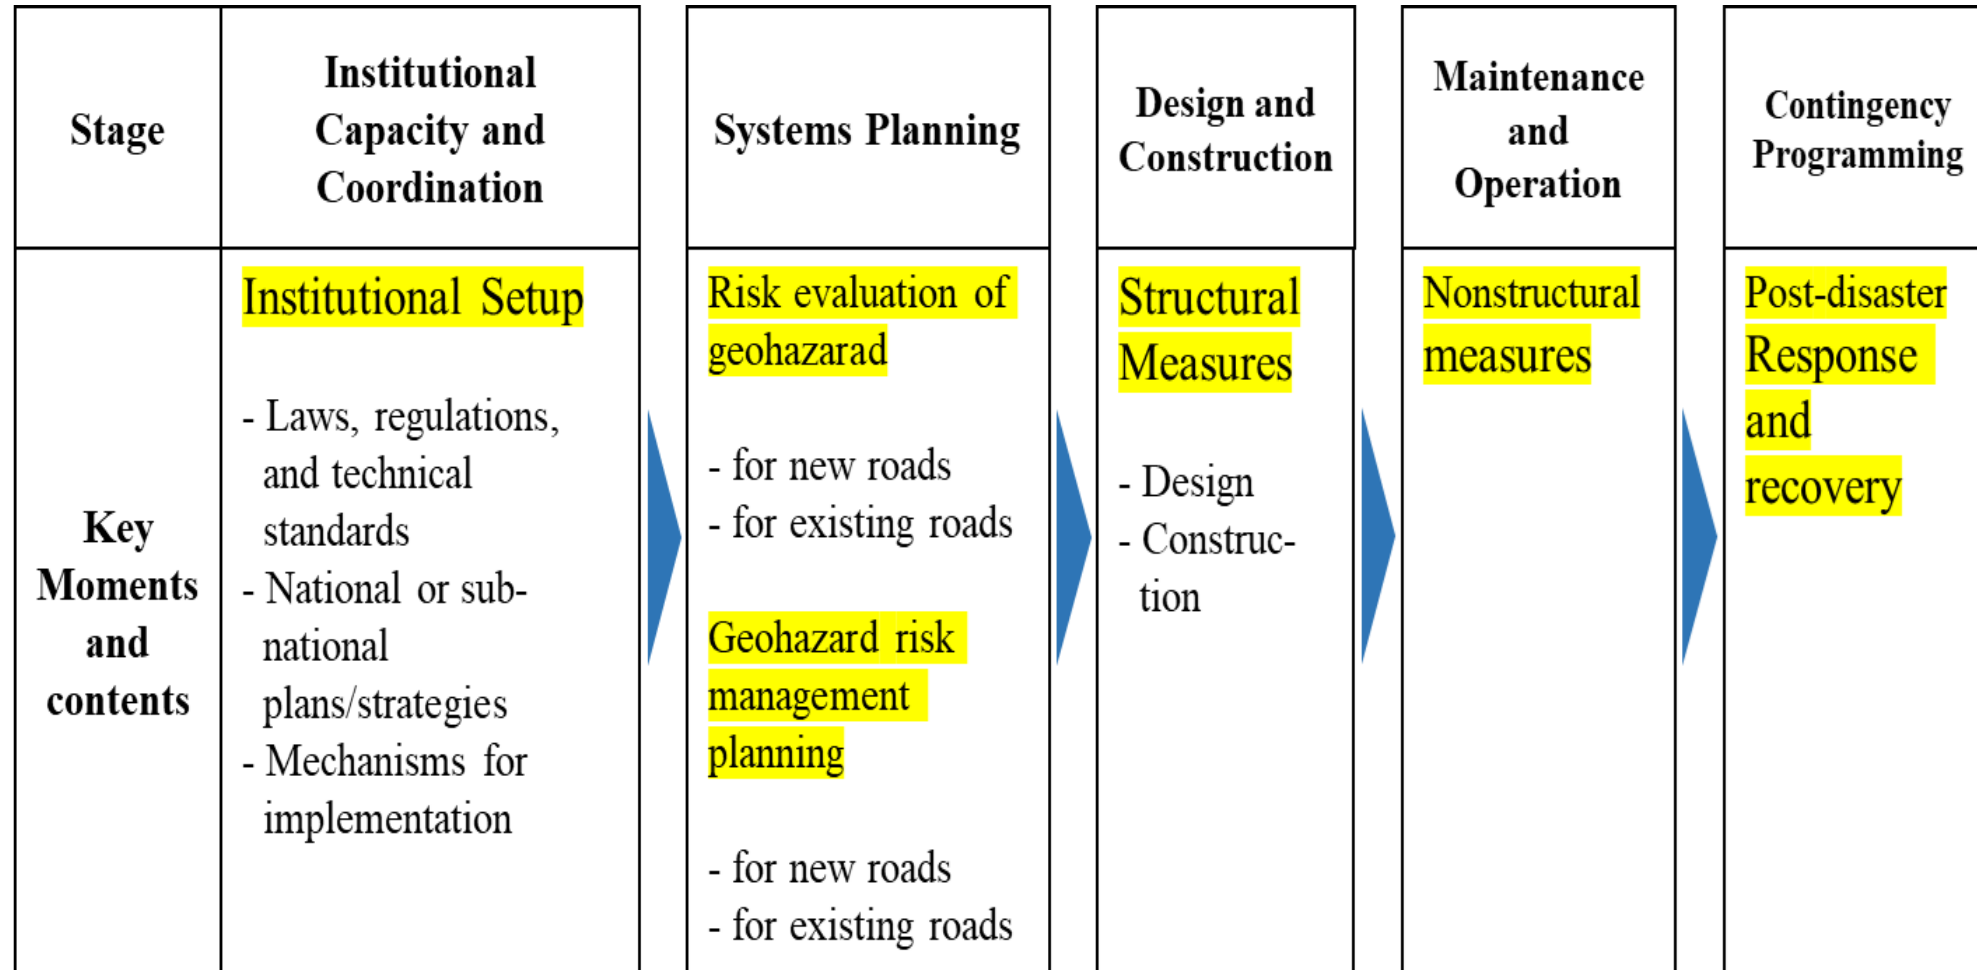 Stage
Institutional
Capacity and
Coordination
Systems Planning
Design and
Construction
Maintenance
and
Operation
Contingency
Programming
Key
Moments
and
contents
Institutional Setup
- Laws, regulations,
and technical
standards
- National or sub-
national
plans/strategies
- Mechanisms for
implementation
Risk evaluation of
geohazarad
- for new roads
- for existing roads
Geohazard risk
management
planning
- for new roads
- for existing roads
Structural
Measures
- Design
- Construc-
tion
Nonstructural
measures
Post-disaster
Response
and
recovery